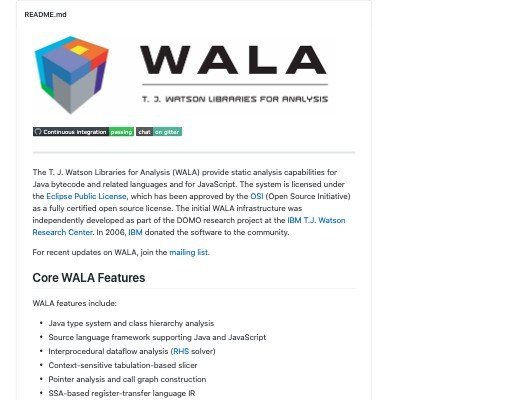 README.md
WALA
T. J. WATSON LIBRARIES FOR ANALYSIS
Continuous integration passing chat on gitter
The T. J. Watson Libraries for Analysis (WALA) provide static analysis capabilities for
Java bytecode and related languages and for JavaScript. The system is licensed under
the Eclipse Public License, which has been approved by the OSI (Open Source Initiative)
as a fully certified open source license. The initial WALA infrastructure was
independently developed as part of the DOMO research project at the IBM T.J. Watson
Research Center. In 2006, IBM donated the software to the community.
For recent updates on WALA, join the mailing list.
Core WALA Features
WALA features include:
• Java type system and class hierarchy analysis
• Source language framework supporting Java and JavaScript
• Interprocedural dataflow analysis (RHS solver)
• Context-sensitive tabulation-based slicer
• Pointer analysis and call graph construction
• SSA-based register-transfer language IR